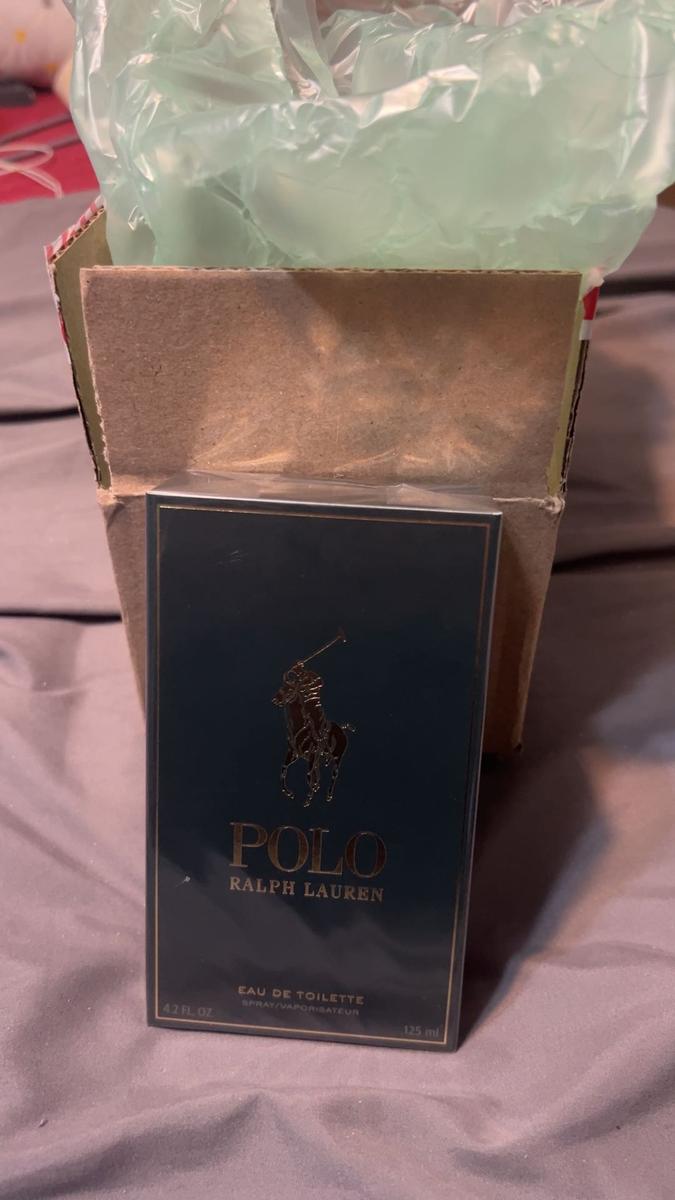 POLO
RALPH LAUREN
EAU DE TOILETTE
SPRAY/VAPORISATEUR
4.2 FL. OZ
125 ml